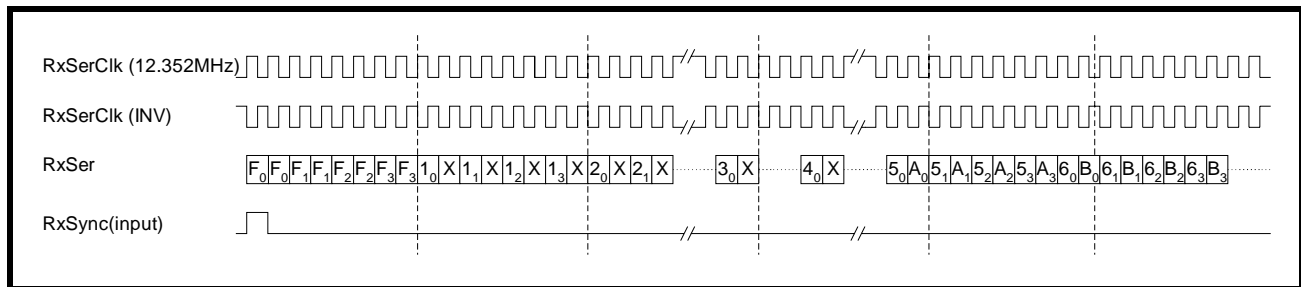 RxSerClk (12.352MHz)
RxSerClk (INV)
RxSer F₀ F₀ F₁ F₁ F₂ F₂ F₃ F₃ 1₀ X 1₁ X 1₂ X 1₃ X 2₀ X 2₁ X 3₀ X 4₀ X 5₀ A₀ 5₁ A₁ 5₂ A₂ 5₃ A₃ 6₀ B₀ 6₁ B₁ 6₂ B₂ 6₃ B₃
RxSync(input)